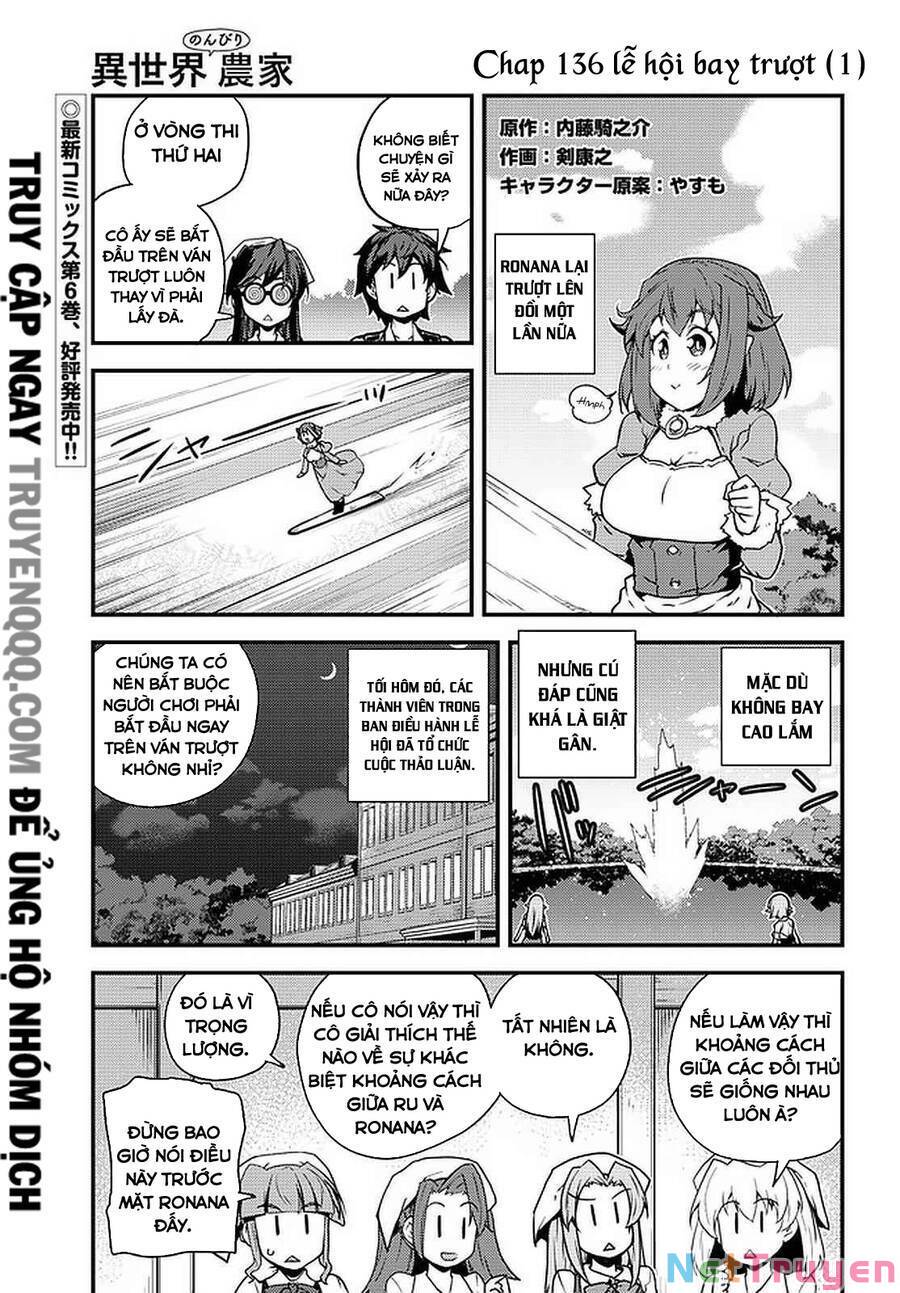 のんびり
異世界 農家
Chap 136 lễ hội bay trượt (1)
◎最新コミックス第6巻、好評発売中!!
TRUY CẬP NGAY TRUYENQQQ.COM ĐỂ ỦNG HỘ NHÓM DỊCH
原作：内藤騎之介
作画：剣康之
キャラクター原案：やすも
RONANA LẠI
TRƯỢT LÊN
ĐỒI MỘT
LẦN NỮA
Hmph
KHÔNG BIẾT
CHUYỆN GÌ
SẼ XẢY RA
NỮA ĐÂY?
Ở VÒNG THI
THỨ HAI
CÔ ẤY SẼ BẮT
ĐẦU TRÊN VÁN
TRƯỢT LUÔN
THAY VÌ PHẢI
LẤY ĐÀ.
MẶC DÙ
KHÔNG BAY
CAO LẮM
NHƯNG CÚ
ĐÁP CŨNG
KHÁ LÀ GIẬT
GÂN.
TỐI HÔM ĐÓ, CÁC
THÀNH VIÊN TRONG
BAN ĐIỀU HÀNH LỄ
HỘI ĐÃ TỔ CHỨC
CUỘC THẢO LUẬN.
CHÚNG TA CÓ
NÊN BẮT BUỘC
NGƯỜI CHƠI PHẢI
BẮT ĐẦU NGAY
TRÊN VÁN TRƯỢT
KHÔNG NHỈ?
NẾU LÀM VẬY THÌ
KHOẢNG CÁCH
GIỮA CÁC ĐỐI THỦ
SẼ GIỐNG NHAU
LUÔN À?
TẤT NHIÊN LÀ
KHÔNG.
NẾU CÔ NÓI VẬY THÌ
CÔ GIẢI THÍCH THẾ
NÀO VỀ SỰ KHÁC
BIỆT KHOẢNG CÁCH
GIỮA RU VÀ
RONANA?
ĐÓ LÀ VÌ
TRỌNG
LƯỢNG.
ĐỪNG BAO
GIỜ NÓI ĐIỀU
NÀY TRƯỚC
MẶT RONANA
ĐẤY.
NetTruyen